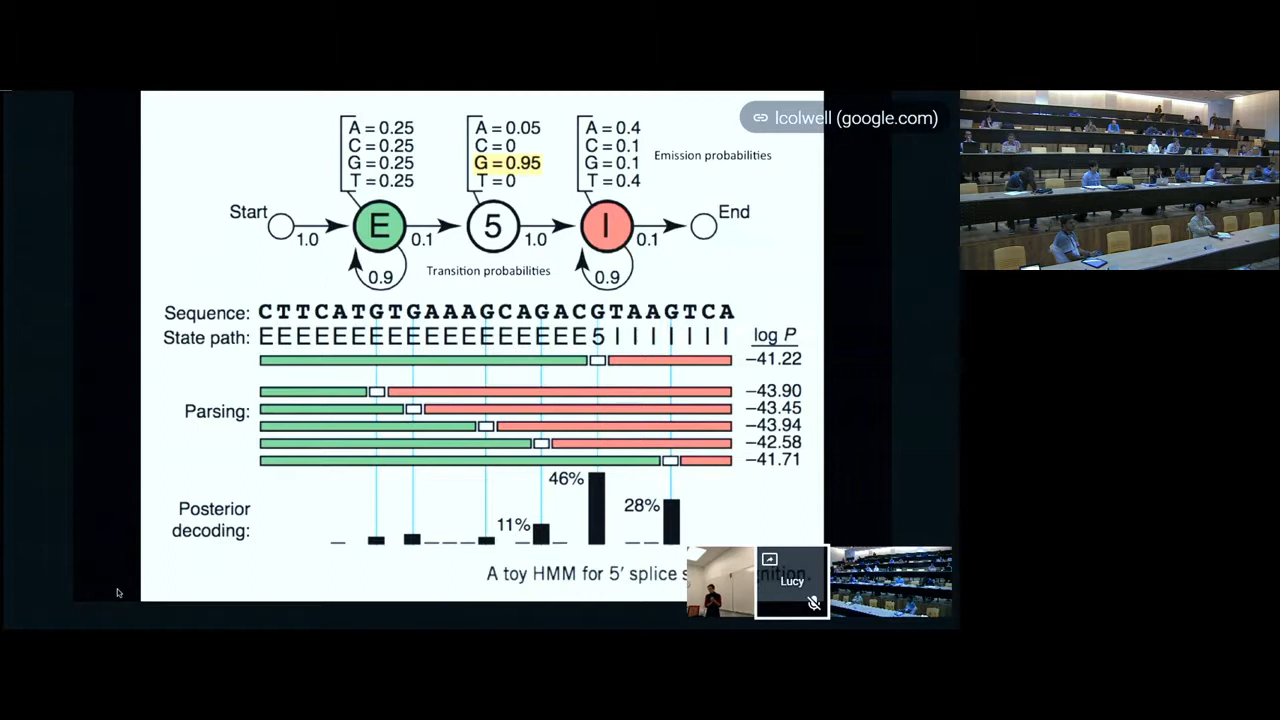 lcolwell (google.com)
A = 0.25
C = 0.25
G = 0.25
T = 0.25
A = 0.05
C = 0
G = 0.95
T = 0
A = 0.4
C = 0.1
G = 0.1
T = 0.4
Emission probabilities
Start
1.0
E
0.1
5
1.0
I
0.1
End
0.9
Transition probabilities
0.9
Sequence: CTTCATGTGAAAGCAGACGTAAGTCA
State path: EEEEEEEEEEEEEEEEEE5IIIIIII
log P
−41.22
Parsing:
−43.90
−43.45
−43.94
−42.58
−41.71
Posterior
decoding:
11%
46%
28%
A toy HMM for 5′ splice
Lucy